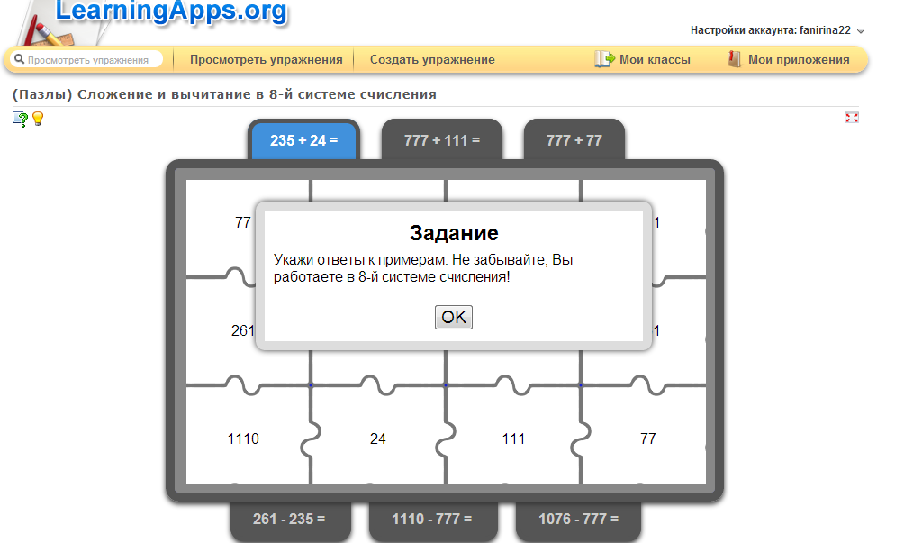 LearningApps.org
Настройки аккаунта: fanirina22
Просмотреть упражнения
Просмотреть упражнения
Создать упражнение
Мои классы
Мои приложения
(Пазлы) Сложение и вычитание в 8-й системе счисления
235 + 24 =
777 + 111 =
777 + 77
77
1
Задание
Укажи ответы к примерам. Не забывайте, Вы
работаете в 8-й системе счисления!
OK
261
1
1110
24
111
77
261 - 235 =
1110 - 777 =
1076 - 777 =